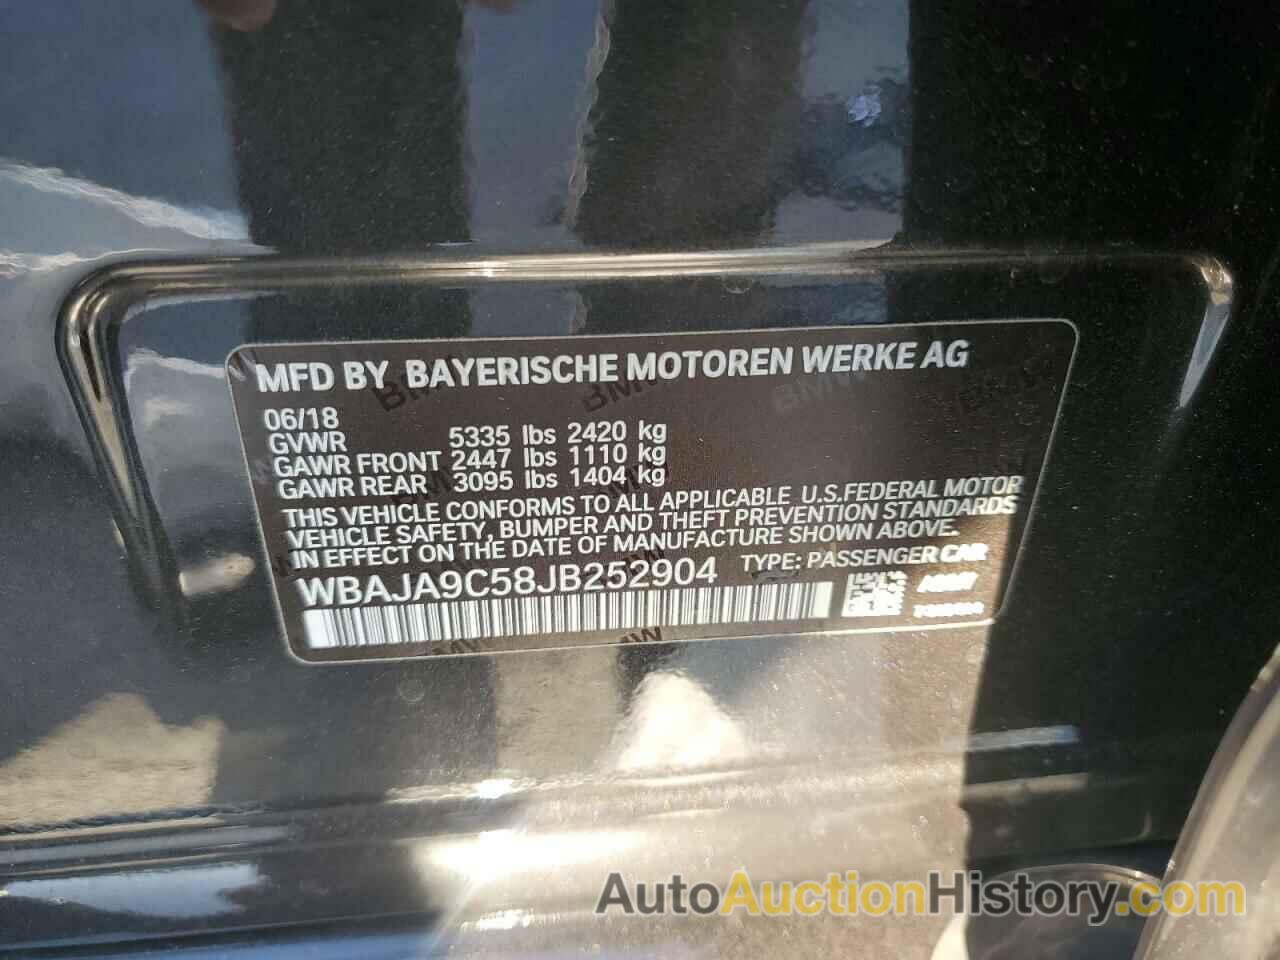 MFD BY BAYERISCHE MOTOREN WERKE AG
06/18
GVWR 5335 lbs 2420 kg
GAWR FRONT 2447 lbs 1110 kg
GAWR REAR 3095 lbs 1404 kg
THIS VEHICLE CONFORMS TO ALL APPLICABLE U.S.FEDERAL MOTOR
VEHICLE SAFETY, BUMPER AND THEFT PREVENTION STANDARDS
IN EFFECT ON THE DATE OF MANUFACTURE SHOWN ABOVE.
WBAJA9C58JB252904 TYPE: PASSENGER CAR
AutoAuctionHistory.com